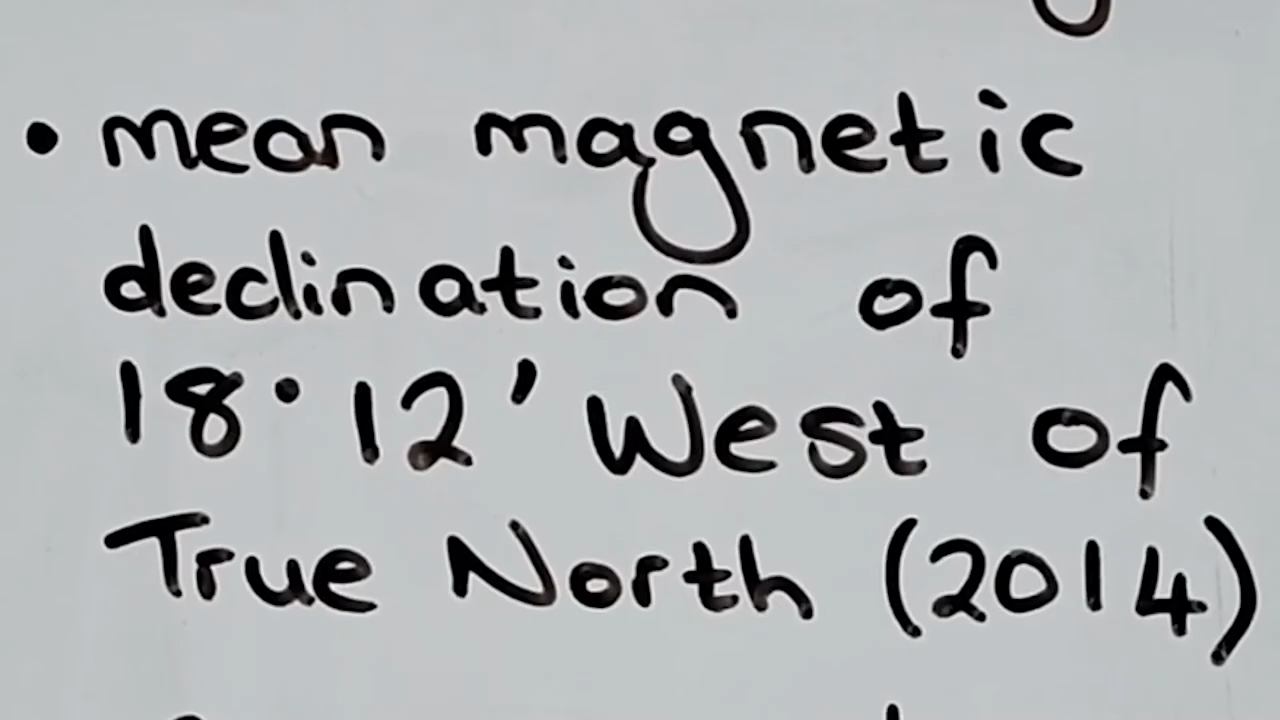 • mean magnetic
declination of
18° 12' West of
True North (2014)